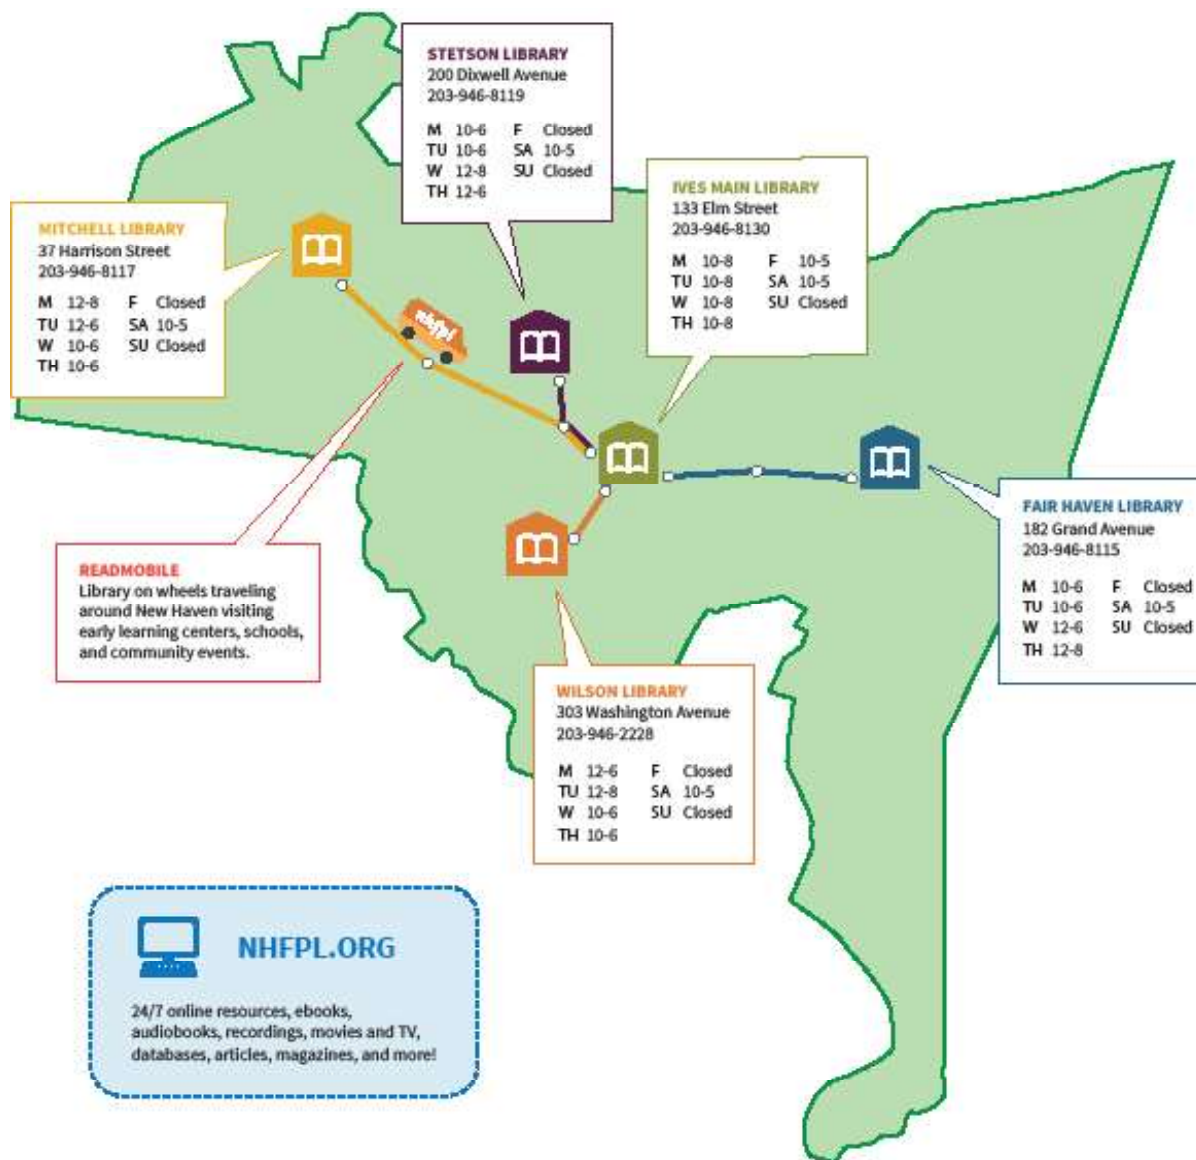 STETSON LIBRARY
200 Dixwell Avenue
203-946-8119
M 10-6 F Closed
TU 10-6 SA 10-5
W 12-8 SU Closed
TH 12-6
IVES MAIN LIBRARY
133 Elm Street
203-946-8130
M 10-8 F 10-5
TU 10-8 SA 10-5
W 10-8 SU Closed
TH 10-8
MITCHELL LIBRARY
37 Harrison Street
203-946-8117
M 12-8 F Closed
TU 12-6 SA 10-5
W 10-6 SU Closed
TH 10-6
nhfpl
FAIR HAVEN LIBRARY
182 Grand Avenue
203-946-8115
M 10-6 F Closed
TU 10-6 SA 10-5
W 12-6 SU Closed
TH 12-8
READMOBILE
Library on wheels traveling
around New Haven visiting
early learning centers, schools,
and community events.
WILSON LIBRARY
303 Washington Avenue
203-946-2228
M 12-6 F Closed
TU 12-8 SA 10-5
W 10-6 SU Closed
TH 10-6
NHFPL.ORG
24/7 online resources, ebooks,
audiobooks, recordings, movies and TV,
databases, articles, magazines, and more!